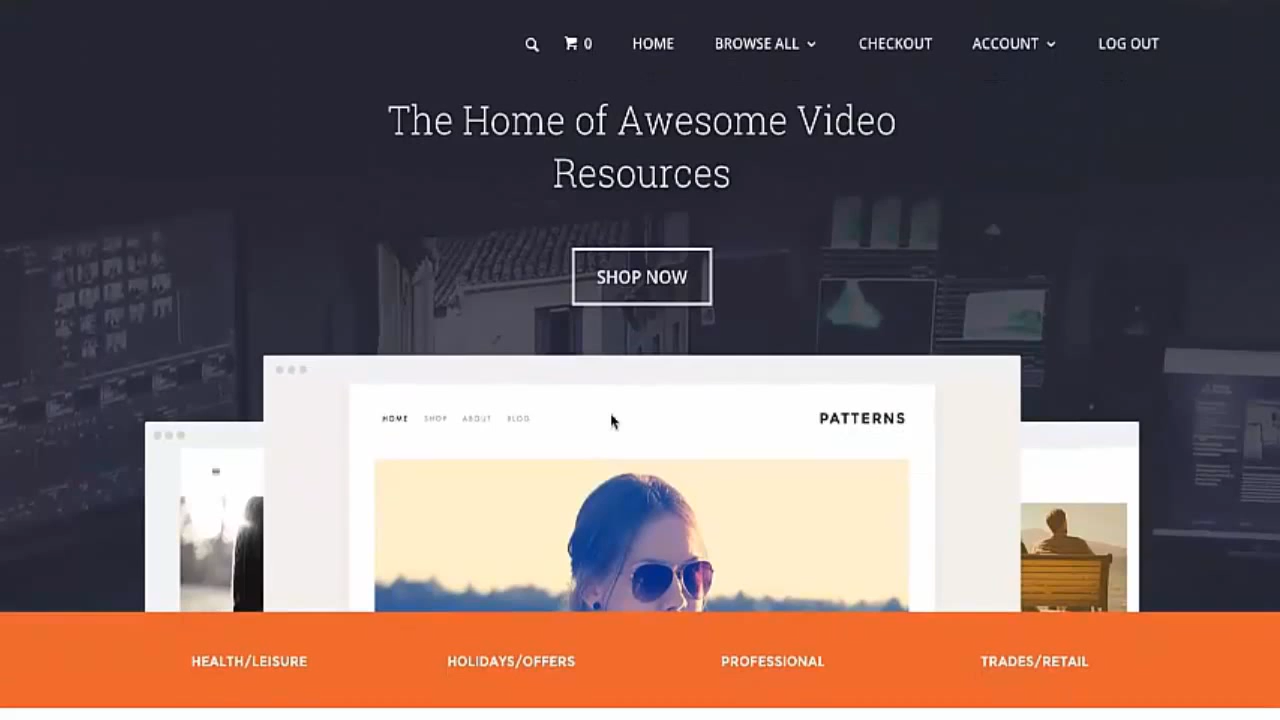 0 HOME BROWSE ALL CHECKOUT ACCOUNT LOG OUT
The Home of Awesome Video
Resources
SHOP NOW
HOME SHOP ABOUT BLOG PATTERNS
HEALTH/LEISURE HOLIDAYS/OFFERS PROFESSIONAL TRADES/RETAIL